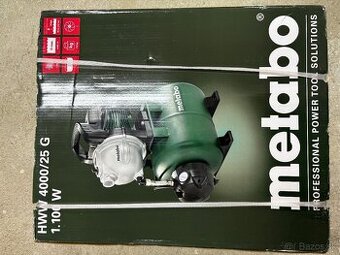 metabo
PROFESSIONAL POWER TOOL SOLUTIONS
metabo
HWW 4000/25 G
1.100 W